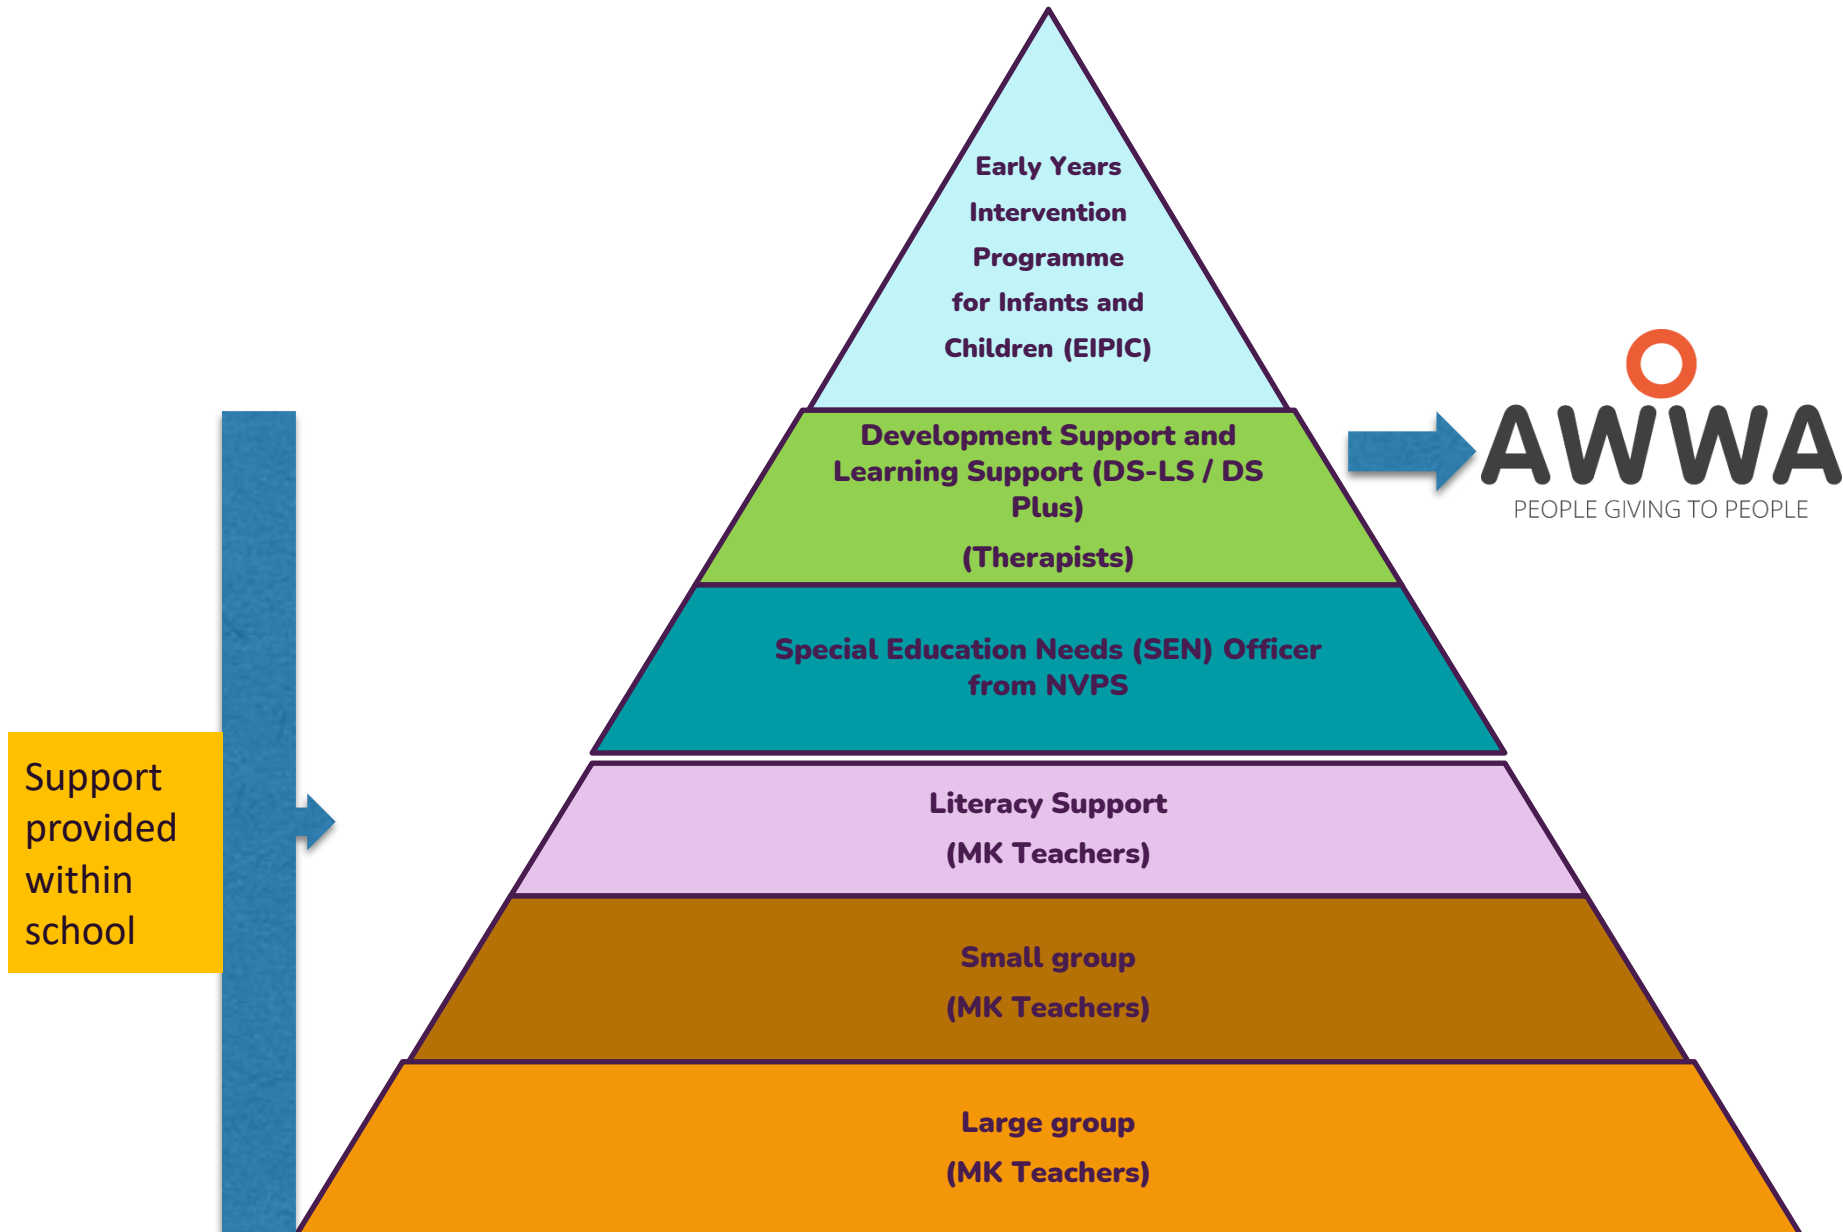 Early Years
Intervention
Programme
for Infants and
Children (EIPIC)
Development Support and
Learning Support (DS-LS / DS
Plus)
(Therapists)
AWWA
PEOPLE GIVING TO PEOPLE
Special Education Needs (SEN) Officer
from NVPS
Support
provided
within
school
Literacy Support
(MK Teachers)
Small group
(MK Teachers)
Large group
(MK Teachers)